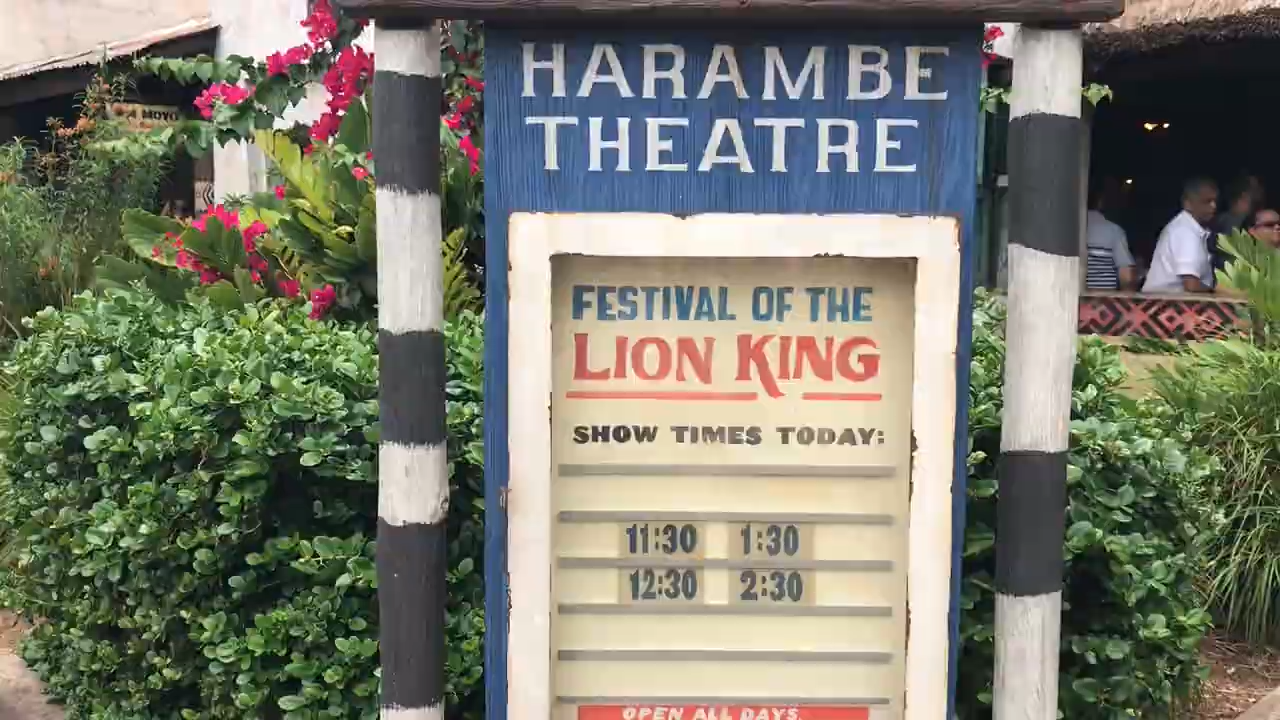 HARAMBE
THEATRE
FESTIVAL OF THE
LION KING
SHOW TIMES TODAY:
11:30 1:30
12:30 2:30
OPEN ALL DAYS.
MOYO